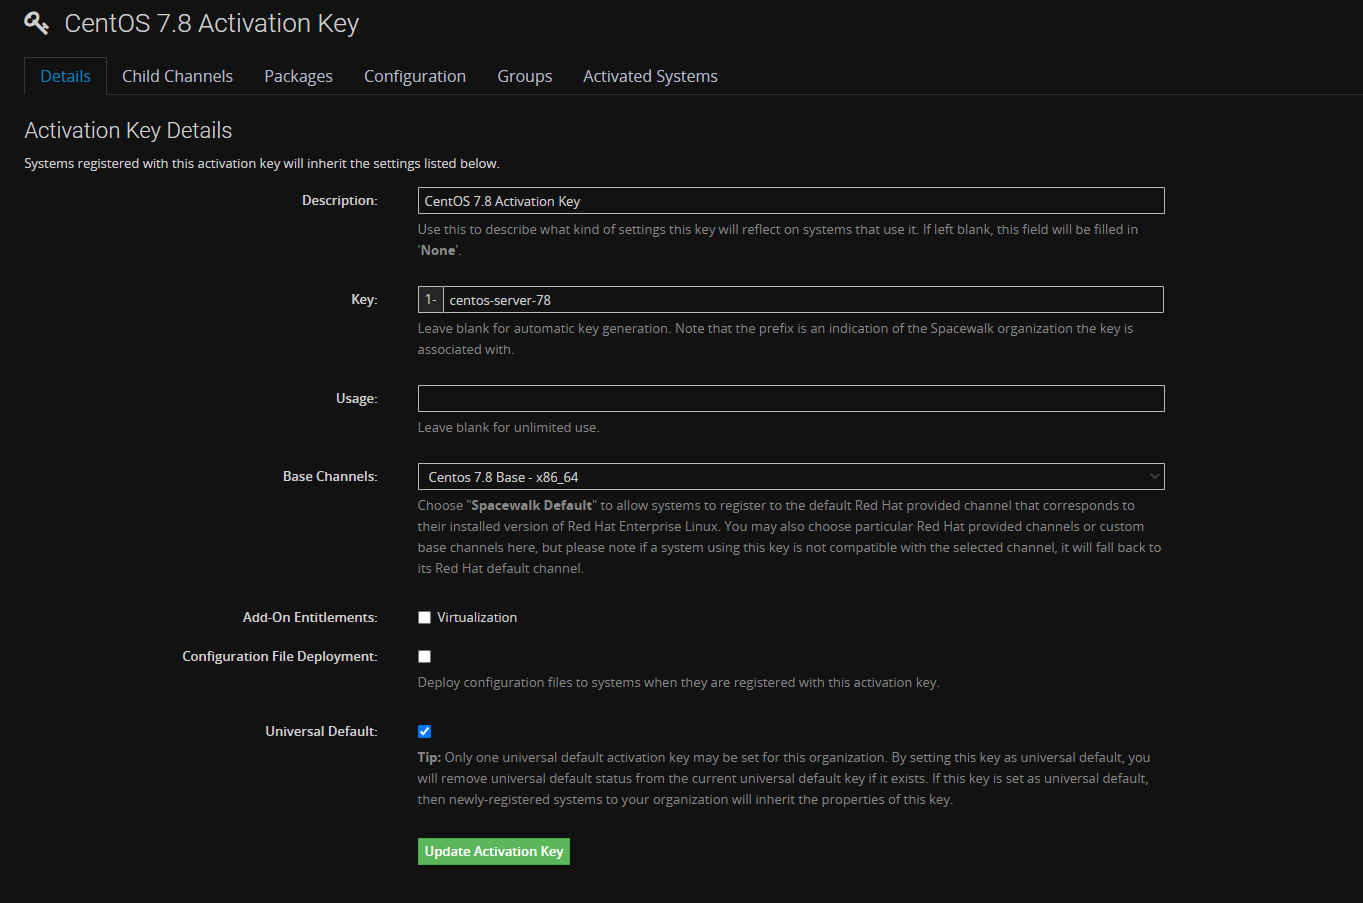 CentOS 7.8 Activation Key
Details Child Channels Packages Configuration Groups Activated Systems
Activation Key Details
Systems registered with this activation key will inherit the settings listed below.
Description: CentOS 7.8 Activation Key
Use this to describe what kind of settings this key will reflect on systems that use it. If left blank, this field will be filled in
'None'.
Key: 1- centos-server-78
Leave blank for automatic key generation. Note that the prefix is an indication of the Spacewalk organization the key is
associated with.
Usage:
Leave blank for unlimited use.
Base Channels: Centos 7.8 Base - x86_64
Choose "Spacewalk Default" to allow systems to register to the default Red Hat provided channel that corresponds to
their installed version of Red Hat Enterprise Linux. You may also choose particular Red Hat provided channels or custom
base channels here, but please note if a system using this key is not compatible with the selected channel, it will fall back to
its Red Hat default channel.
Add-On Entitlements: Virtualization
Configuration File Deployment:
Deploy configuration files to systems when they are registered with this activation key.
Universal Default:
Tip: Only one universal default activation key may be set for this organization. By setting this key as universal default, you
will remove universal default status from the current universal default key if it exists. If this key is set as universal default,
then newly-registered systems to your organization will inherit the properties of this key.
Update Activation Key